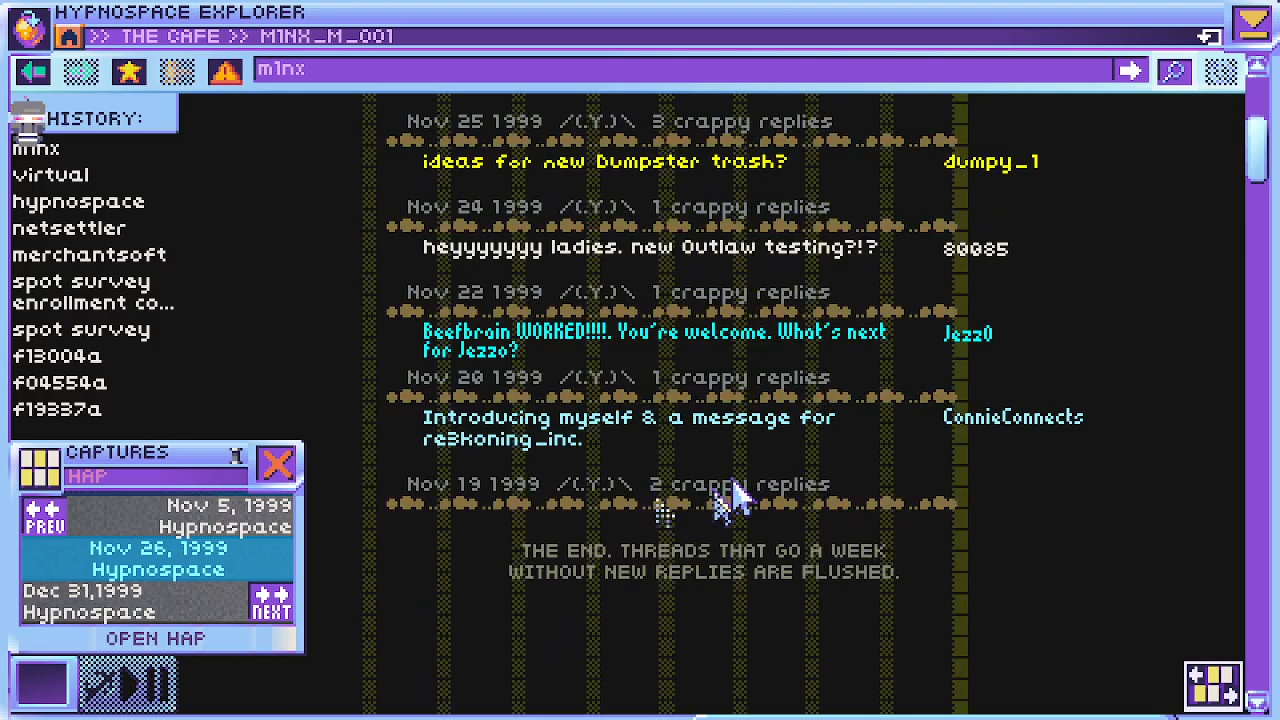 HYPNOSPACE EXPLORER
>> THE CAFE >> M1NX_M_001
m1nx
HISTORY:
m1nx
virtual
hypnospace
netsettler
merchantsoft
spot survey
enrollment co...
spot survey
f13004a
f04554a
f19337a
Nov 25 1999 /(.Y.)\ 3 crappy replies
ideas for new Dumpster trash? dumpy_1
Nov 24 1999 /(.Y.)\ 1 crappy replies
heyyyyyyy ladies. new Outlaw testing?!? 80085
Nov 22 1999 /(.Y.)\ 1 crappy replies
Beefbrain WORKED!!!!. You're welcome. What's next
for Jezzo? Jezz0
Nov 20 1999 /(.Y.)\ 1 crappy replies
Introducing myself & a message for ConnieConnects
re3koning_inc.
Nov 19 1999 /(.Y.)\ 2 crappy replies
THE END. THREADS THAT GO A WEEK
WITHOUT NEW REPLIES ARE FLUSHED.
CAPTURES
HAP
PREV
Nov 5, 1999
Hypnospace
Nov 26, 1999
Hypnospace
Dec 31,1999
Hypnospace
NEXT
OPEN HAP